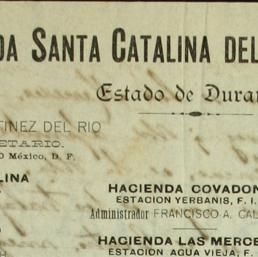 DA SANTA CATALINA DEL
Estado de Duran
TINEZ DEL RIO
ETARIO.
O México, D. F.
LINA
HACIENDA COVADON
ESTACION YERBANIS, F. I.
Administrador FRANCISCO A. CAL
HACIENDA LAS MERCE
ESTACION AGUA VIEJA, F.